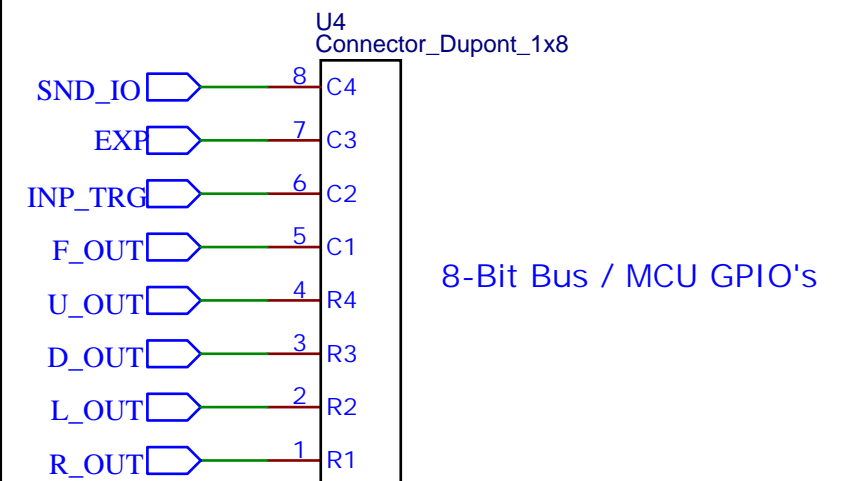 U4
Connector_Dupont_1x8
SND_IO 8 C4
EXP 7 C3
INP_TRG 6 C2
F_OUT 5 C1
8-Bit Bus / MCU GPIO's
U_OUT 4 R4
D_OUT 3 R3
L_OUT 2 R2
R_OUT 1 R1